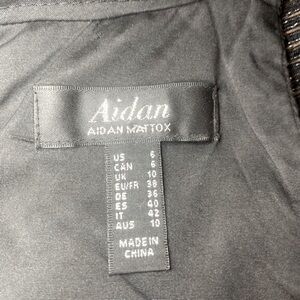 Aidan
AIDAN MATTOX
US 6
CAN 6
UK 10
EU/FR 38
DE 36
ES 40
IT 42
AUS 10
MADE IN
CHINA